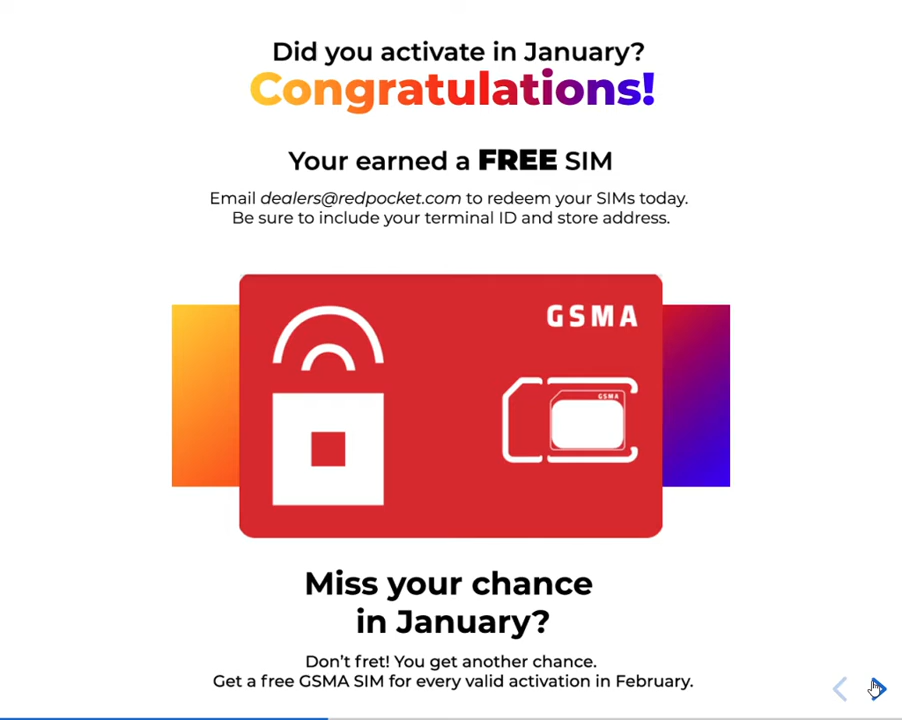 Did you activate in January?
Congratulations!
Your earned a FREE SIM
Email dealers@redpocket.com to redeem your SIMs today.
Be sure to include your terminal ID and store address.
GSMA
GSMA
Miss your chance
in January?
Don't fret! You get another chance.
Get a free GSMA SIM for every valid activation in February.